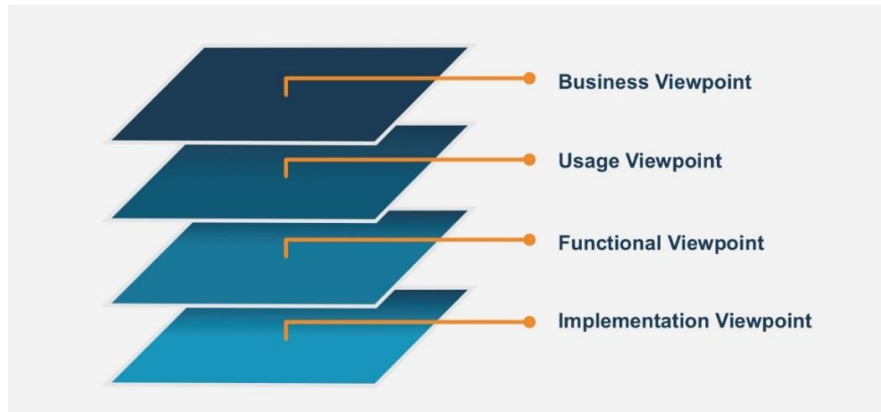 Business Viewpoint
Usage Viewpoint
Functional Viewpoint
Implementation Viewpoint